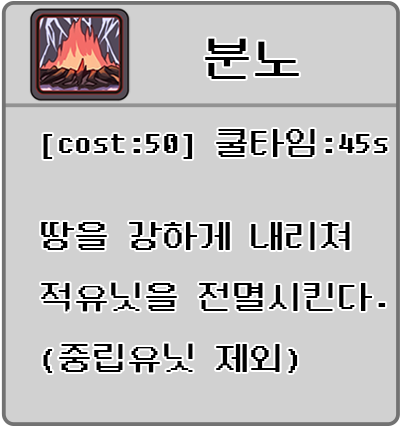 분노
[cost:50] 쿨타임:45s
땅을 강하게 내리쳐
적유닛을 전멸시킨다.
(중립유닛 제외)